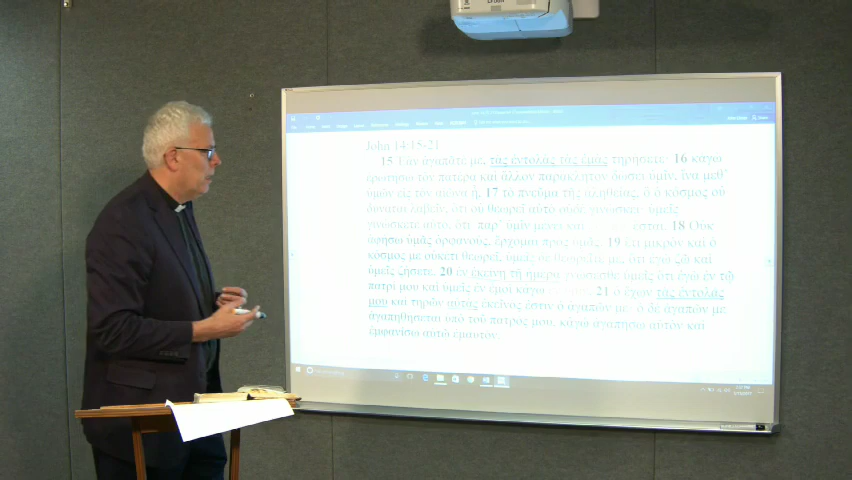 John 14:15-21
15 Ἐὰν ἀγαπᾶτέ με, τὰς ἐντολὰς τὰς ἐμὰς τηρήσετε· 16 κἀγὼ
ἐρωτήσω τὸν πατέρα καὶ ἄλλον παράκλητον δώσει ὑμῖν, ἵνα μεθ’
ὑμῶν εἰς τὸν αἰῶνα ᾖ, 17 τὸ πνεῦμα τῆς ἀληθείας, ὃ ὁ κόσμος οὐ
δύναται λαβεῖν, ὅτι οὐ θεωρεῖ αὐτὸ οὐδὲ γινώσκει· ὑμεῖς
γινώσκετε αὐτό, ὅτι παρ’ ὑμῖν μένει καὶ ἔσται. 18 Οὐκ
ἀφήσω ὑμᾶς ὀρφανούς, ἔρχομαι πρὸς ὑμᾶς. 19 ἔτι μικρὸν καὶ ὁ
κόσμος με οὐκέτι θεωρεῖ, ὑμεῖς δὲ θεωρεῖτέ με, ὅτι ἐγὼ ζῶ καὶ
ὑμεῖς ζήσετε. 20 ἐν ἐκείνῃ τῇ ἡμέρᾳ γνώσεσθε ὑμεῖς ὅτι ἐγὼ ἐν τῷ
πατρί μου καὶ ὑμεῖς ἐν ἐμοὶ κἀγὼ 21 ὁ ἔχων τὰς ἐντολάς
μου καὶ τηρῶν αὐτὰς ἐκεῖνός ἐστιν ὁ ἀγαπῶν με· ὁ δὲ ἀγαπῶν με
ἀγαπηθήσεται ὑπὸ τοῦ πατρός μου, κἀγὼ ἀγαπήσω αὐτὸν καὶ
ἐμφανίσω αὐτῷ ἐμαυτόν.